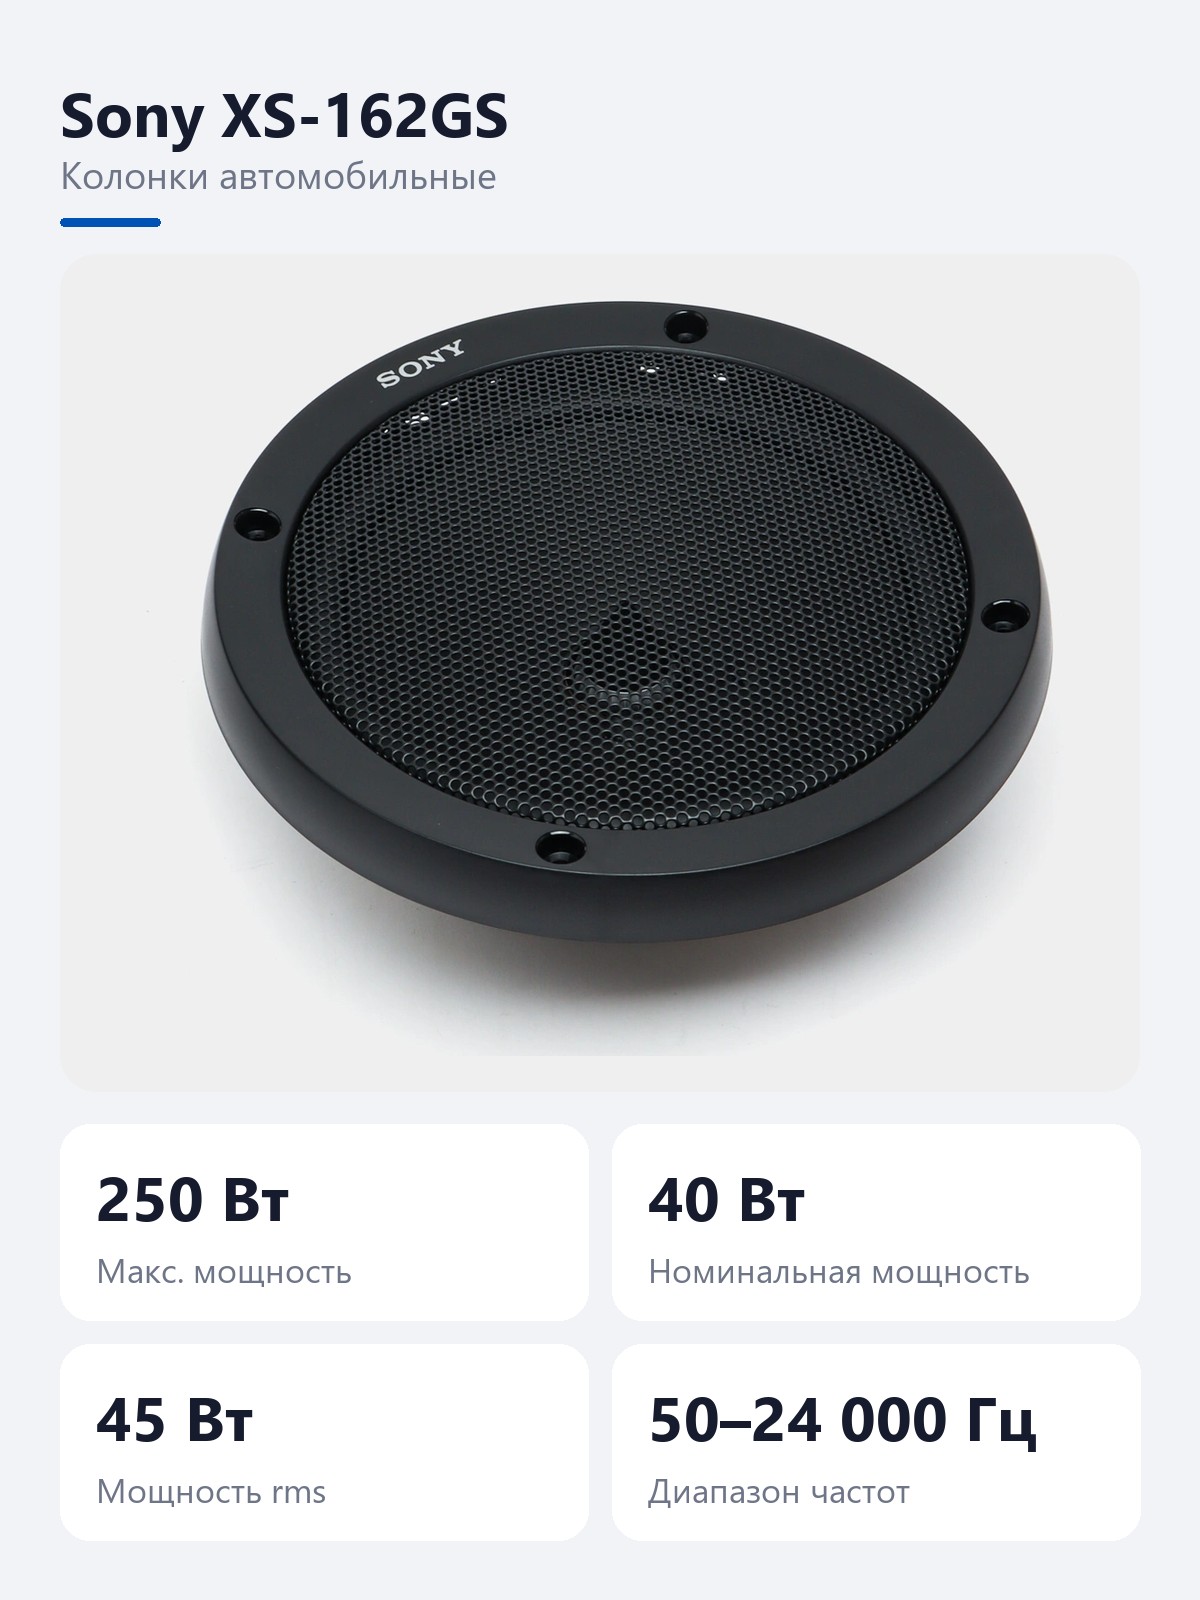 Sony XS-162GS
Колонки автомобильные
SONY
250 Вт
Макс. мощность
40 Вт
Номинальная мощность
45 Вт
Мощность rms
50–24 000 Гц
Диапазон частот